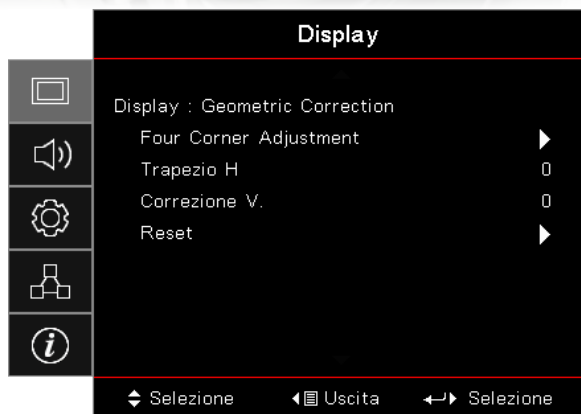 Display
Display : Geometric Correction
Four Corner Adjustment
Trapezio H 0
Correzione V. 0
Reset
i
Selezione Uscita Selezione